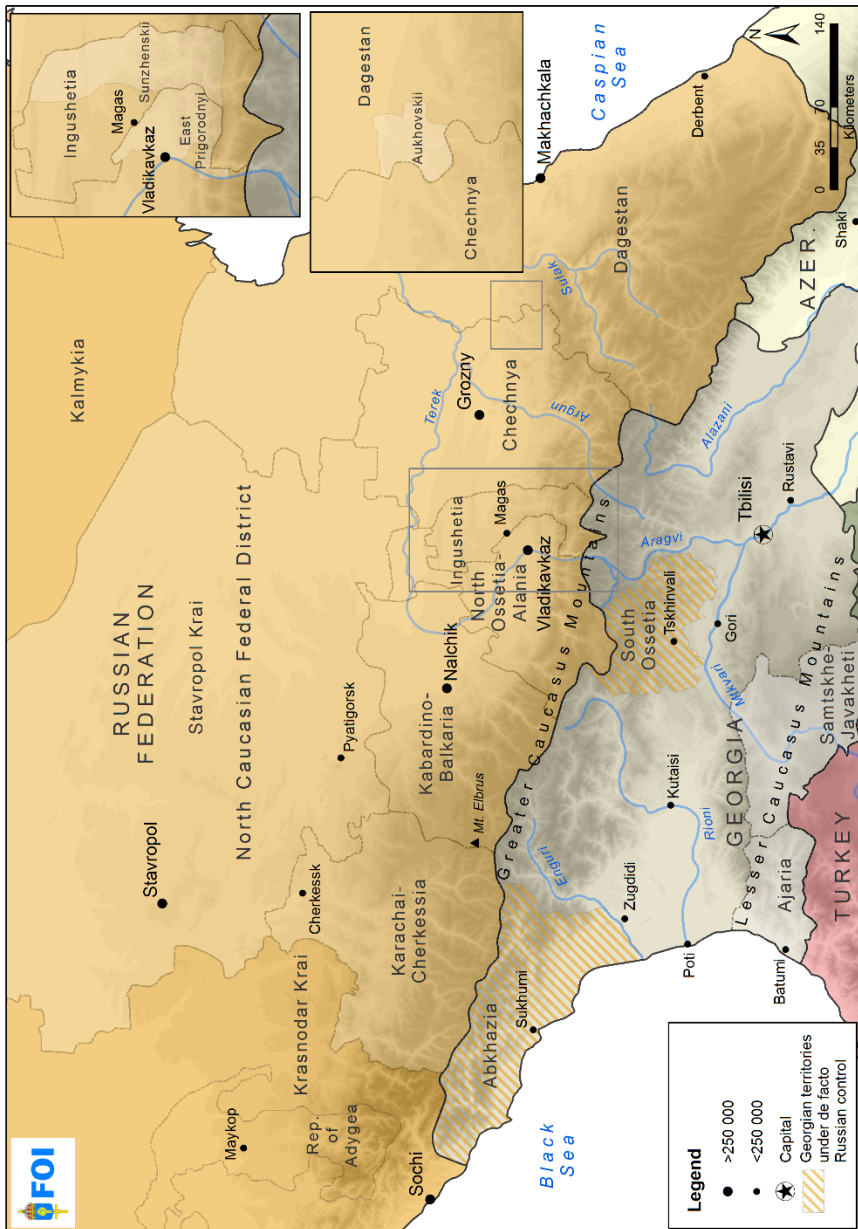 FOI
Maykop
Rep.
of
Adygea
Krasnodar Krai
Sochi
Stavropol
Cherkessk
Karachai-
Cherkessia
RUSSIAN
FEDERATION
Stavropol Krai
North Caucasian Federal District
Pyatigorsk
Mt. Elbrus
Kabardino-
Balkaria
Nalchik
Kalmykia
Terek
Grozny
Chechnya
Argun
Ingushetia
Magas
North
Ossetia-
Alania
Vladikavkaz
Sulak
Dagestan
Makhachkala
Derbent
Caspian
Sea
Greater Caucasus Mountains
Black
Sea
Abkhazia
Sukhumi
Enguri
Zugdidi
Poti
Rioni
Kutaisi
GEORGIA
South
Ossetia
Tskhinvali
Gori
Mtkvari
Aragvi
Tbilisi
Rustavi
Alazani
AZER.
Shaki
Lesser Caucasus Mountains
Samtskhe-
Javakheti
Ajaria
Batumi
TURKEY
Ingushetia
Sunzhenskii
Magas
Vladikavkaz
East
Prigorodnyi
Dagestan
Aukhovskii
Chechnya
Legend
>250 000
<250 000
Capital
Georgian territories
under de facto
Russian control
N
0 35 70 140
Kilometers